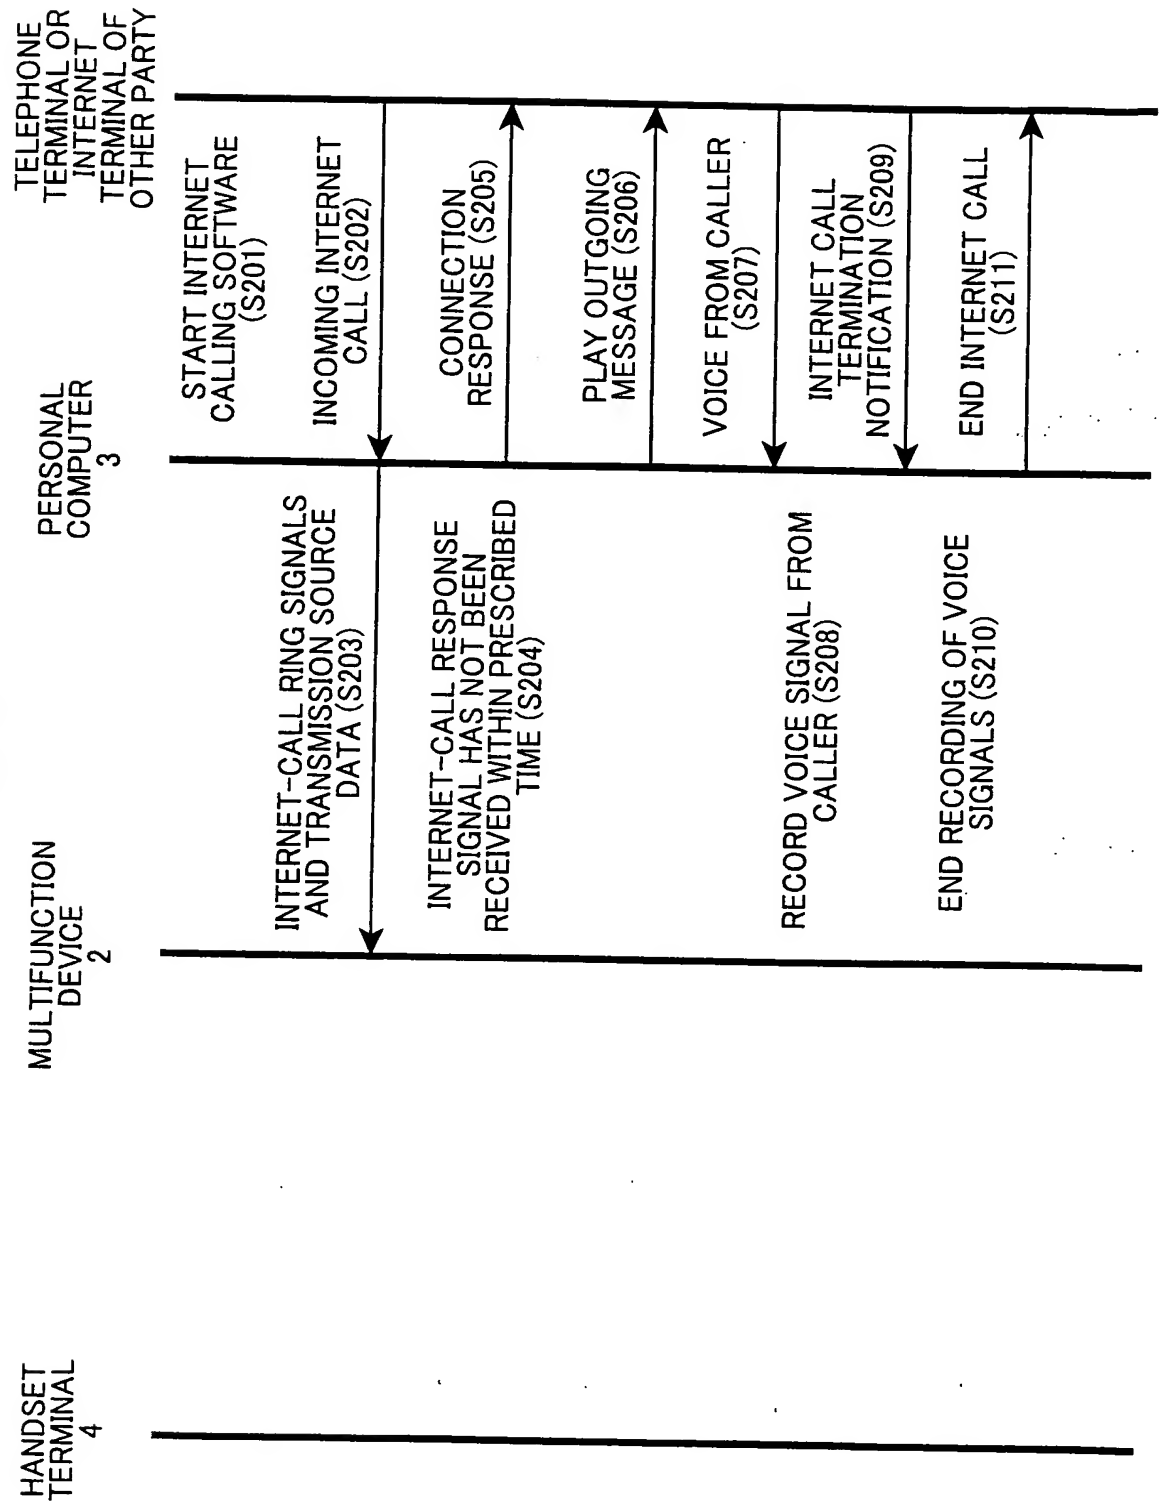 HANDSET
TERMINAL
4
MULTIFUNCTION
DEVICE
2
PERSONAL
COMPUTER
3
TELEPHONE
TERMINAL OR
INTERNET
TERMINAL OF
OTHER PARTY
START INTERNET
CALLING SOFTWARE
(S201)
INCOMING INTERNET
CALL (S202)
INTERNET-CALL RING SIGNALS
AND TRANSMISSION SOURCE
DATA (S203)
INTERNET-CALL RESPONSE
SIGNAL HAS NOT BEEN
RECEIVED WITHIN PRESCRIBED
TIME (S204)
CONNECTION
RESPONSE (S205)
PLAY OUTGOING
MESSAGE (S206)
VOICE FROM CALLER
(S207)
RECORD VOICE SIGNAL FROM
CALLER (S208)
INTERNET CALL
TERMINATION
NOTIFICATION (S209)
END RECORDING OF VOICE
SIGNALS (S210)
END INTERNET CALL
(S211)